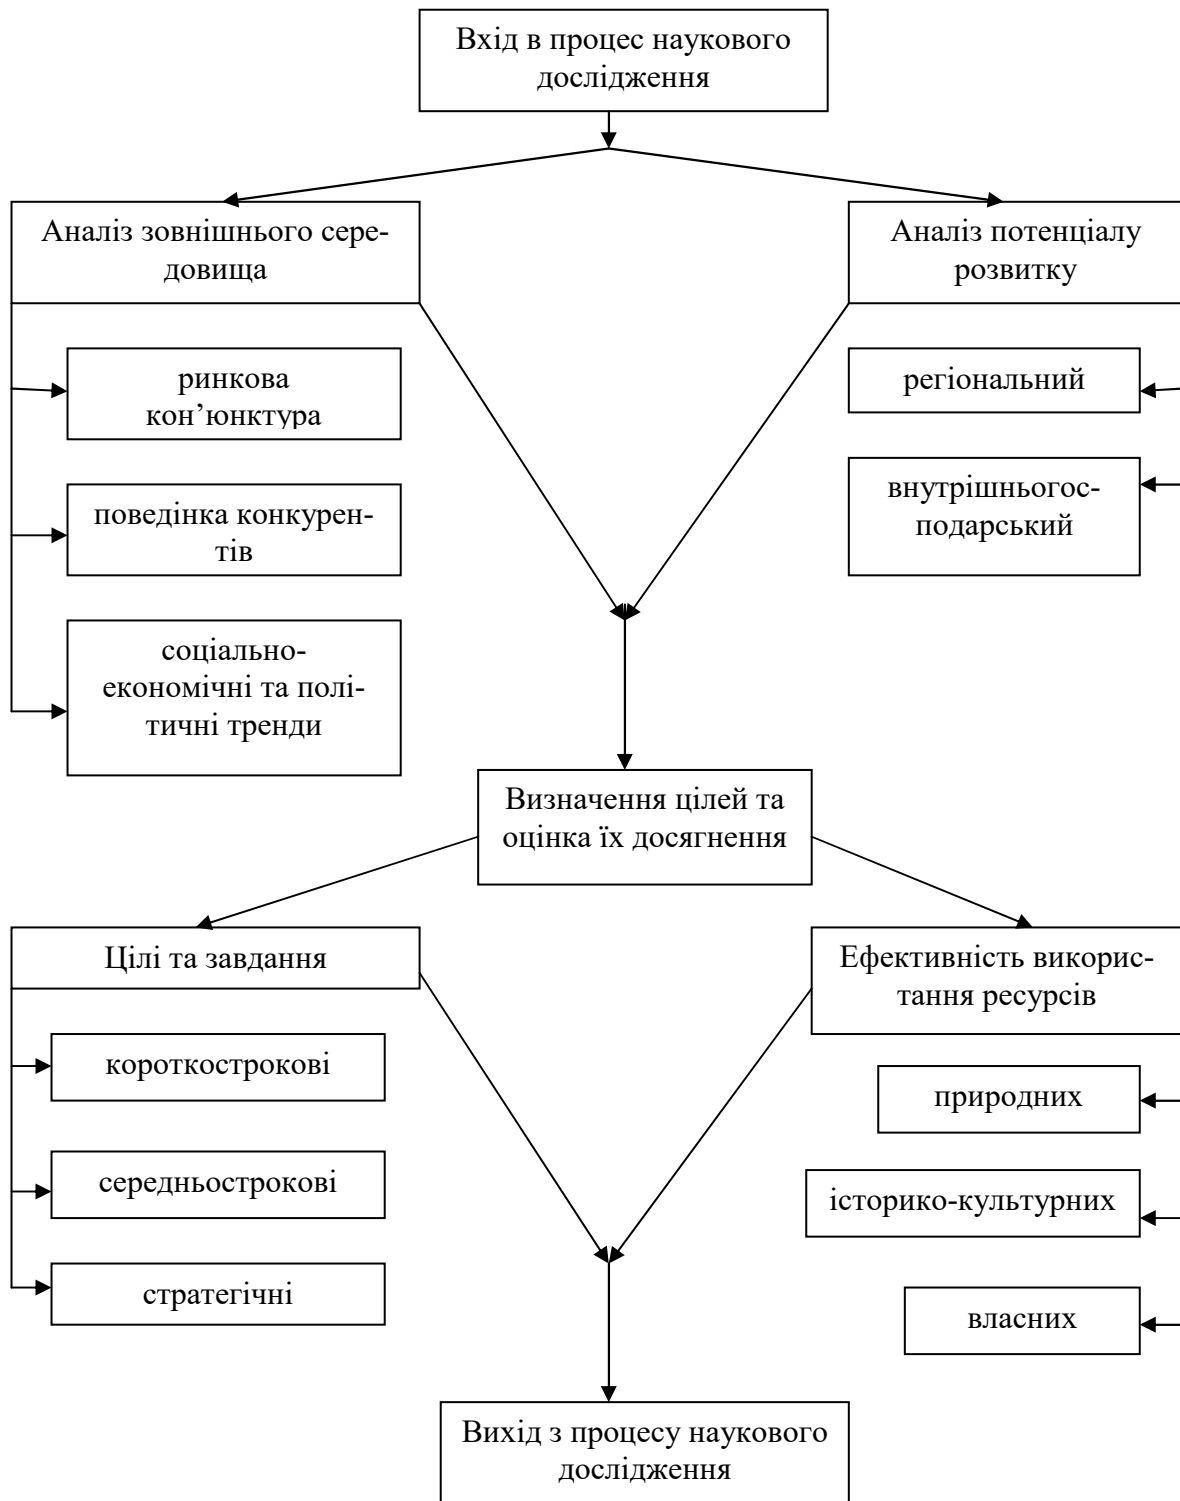 Вхід в процес наукового
дослідження
Аналіз зовнішнього сере-
довища
Аналіз потенціалу
розвитку
ринкова
кон’юнктура
регіональний
поведінка конкурен-
тів
внутрішньогос-
подарський
соціально-
економічні та полі-
тичні тренди
Визначення цілей та
оцінка їх досягнення
Цілі та завдання
Ефективність викорис-
тання ресурсів
короткострокові
природних
середньострокові
історико-культурних
стратегічні
власних
Вихід з процесу наукового
дослідження